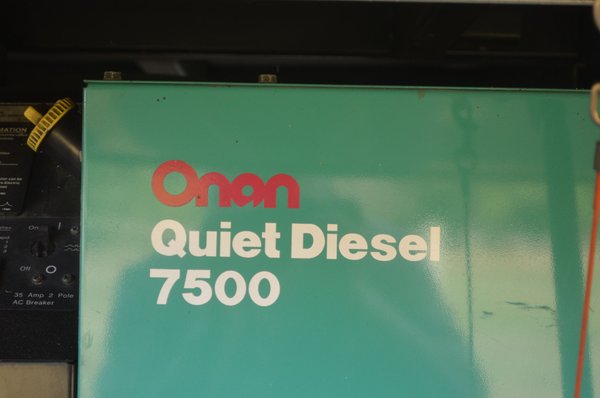 Onan
Quiet Diesel
7500
On I
Off O
35 Amp 2 Pole
AC Breaker